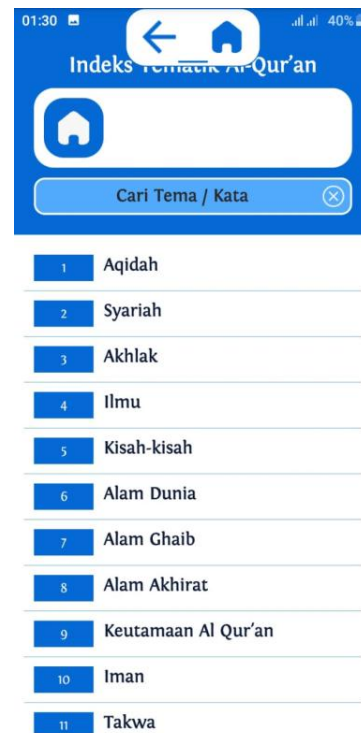 01:30 40%
Indeks Tematik Al-Qur'an
Cari Tema / Kata
1 Aqidah
2 Syariah
3 Akhlak
4 Ilmu
5 Kisah-kisah
6 Alam Dunia
7 Alam Ghaib
8 Alam Akhirat
9 Keutamaan Al Qur'an
10 Iman
11 Takwa